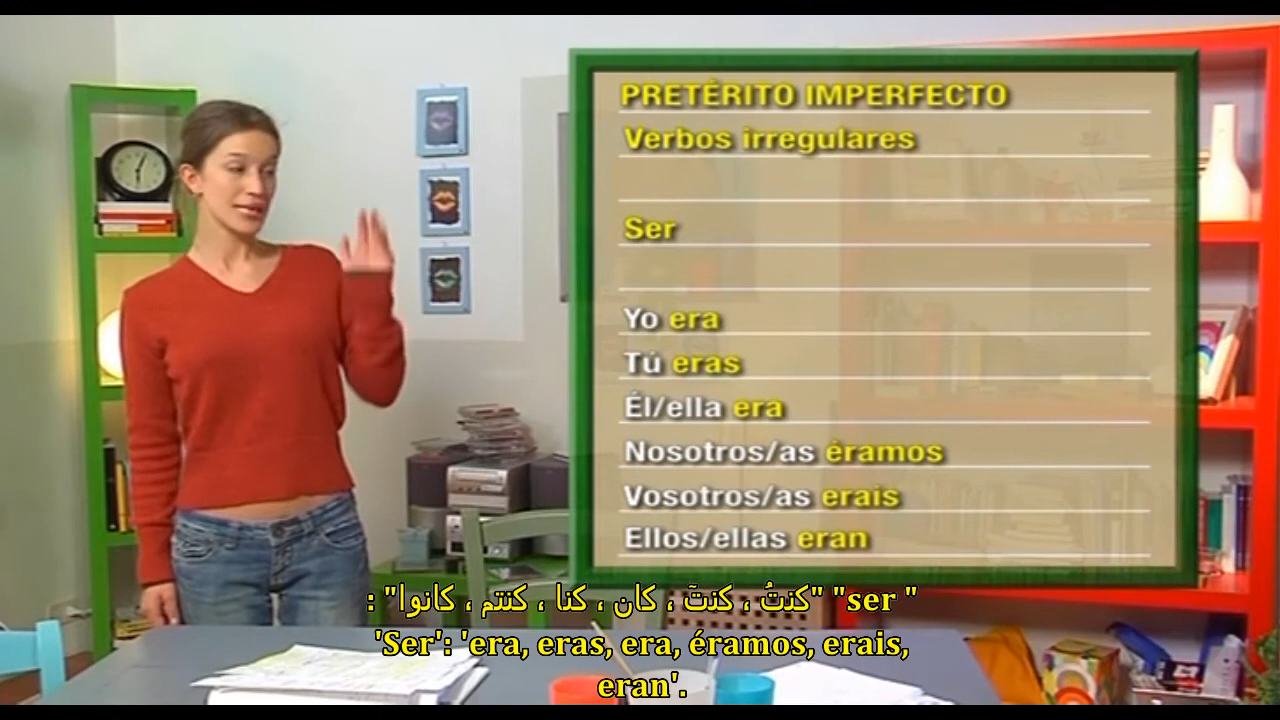 PRETÉRITO IMPERFECTO
Verbos irregulares
Ser
Yo era
Tú eras
Él/ella era
Nosotros/as éramos
Vosotros/as erais
Ellos/ellas eran
" ser" "كنتُ ، كنتَ ، كان ، كنا ، كنتم ، كانوا" :
'Ser': 'era, eras, era, éramos, erais,
eran'.